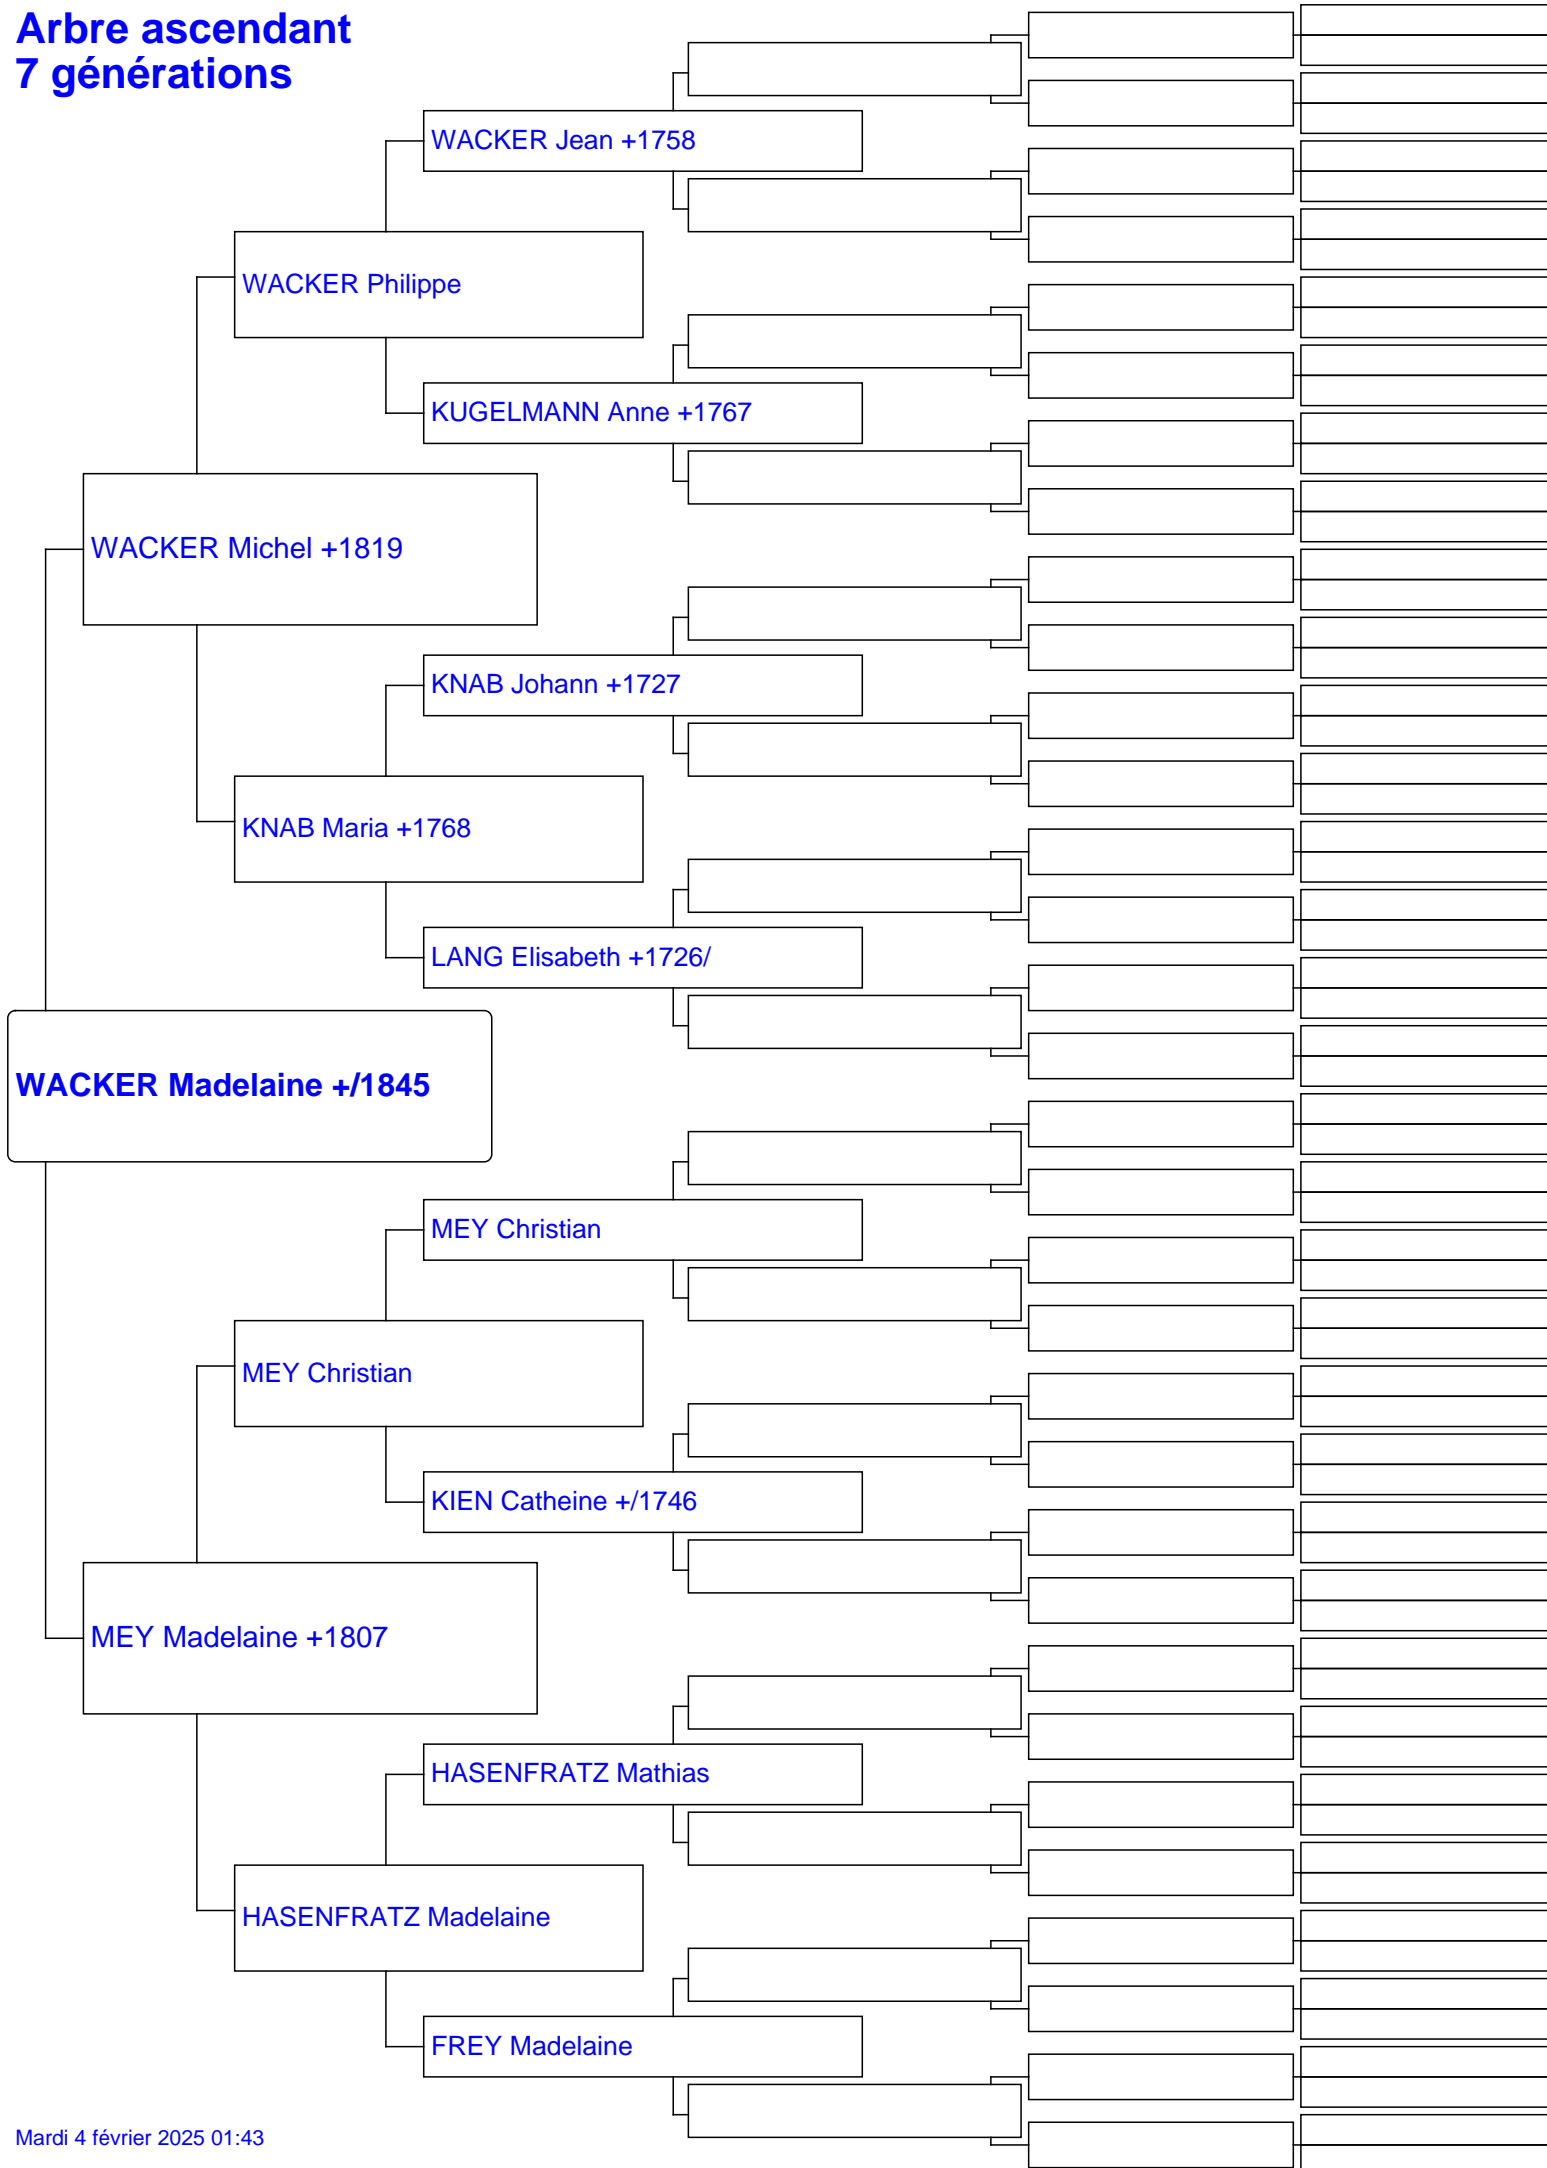 Arbre ascendant
7 générations
WACKER Jean +1758
WACKER Philippe
KUGELMANN Anne +1767
WACKER Michel +1819
KNAB Johann +1727
KNAB Maria +1768
LANG Elisabeth +1726/
WACKER Madelaine +/1845
MEY Christian
MEY Christian
KIEN Catheine +/1746
MEY Madelaine +1807
HASENFRATZ Mathias
HASENFRATZ Madelaine
FREY Madelaine
Mardi 4 février 2025 01:43